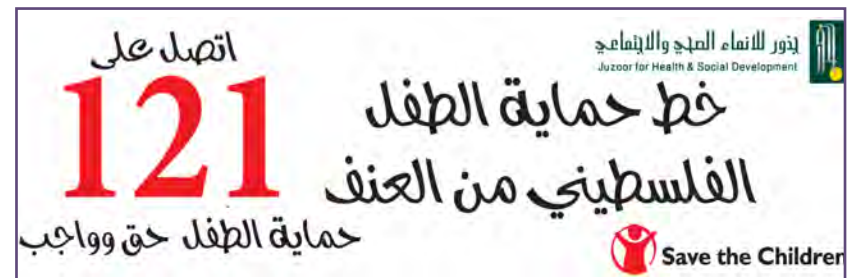 جذور للانماء الصحي والاجتماعي
Juzoor for Health & Social Development
خط حماية الطفل
الفلسطيني من العنف
اتصل على
121
حماية الطفل حق وواجب
Save the Children